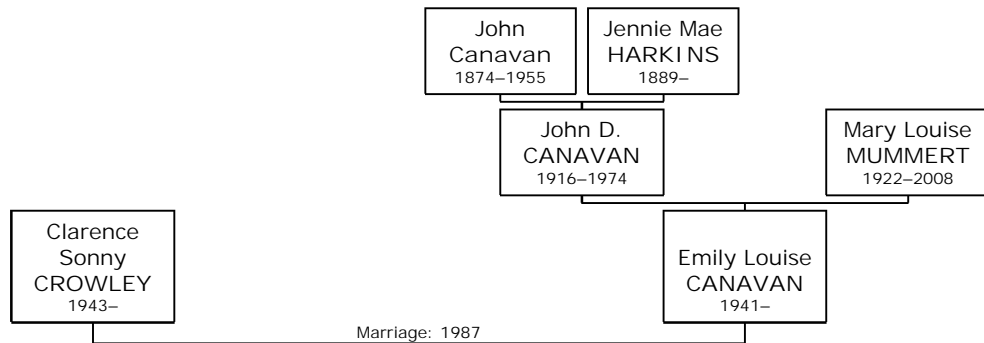 John
Canavan
1874–1955
Jennie Mae
HARKINS
1889–
John D.
CANAVAN
1916–1974
Mary Louise
MUMMERT
1922–2008
Clarence
Sonny
CROWLEY
1943–
Emily Louise
CANAVAN
1941–
Marriage: 1987